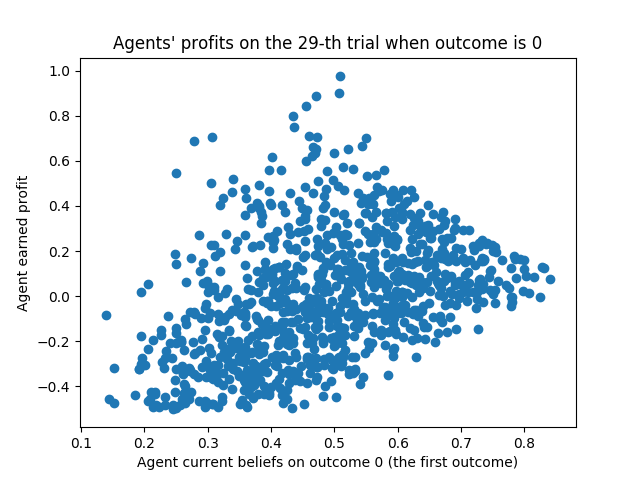 Agents' profits on the 29-th trial when outcome is 0
1.0
0.8
0.6
0.4
0.2
0.0
−0.2
−0.4
Agent earned profit
0.1 0.2 0.3 0.4 0.5 0.6 0.7 0.8
Agent current beliefs on outcome 0 (the first outcome)